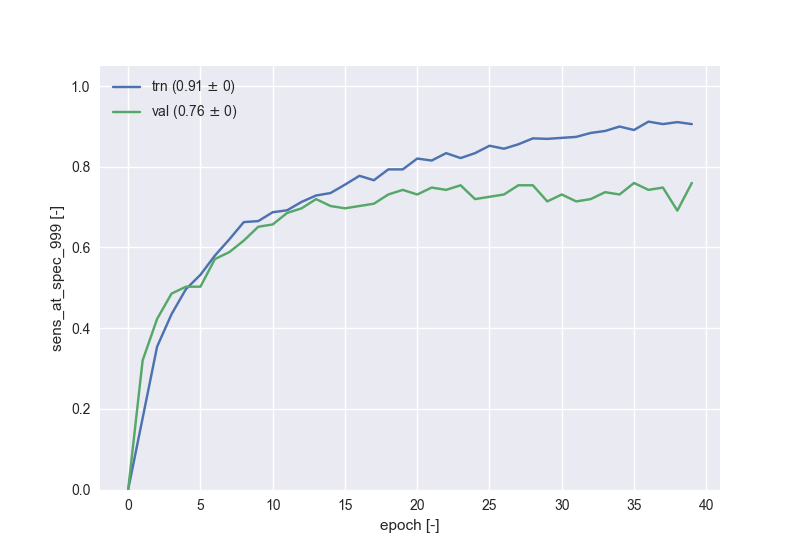 trn (0.91 ± 0)
val (0.76 ± 0)
sens_at_spec_999 [-]
1.0
0.8
0.6
0.4
0.2
0.0
0 5 10 15 20 25 30 35 40
epoch [-]